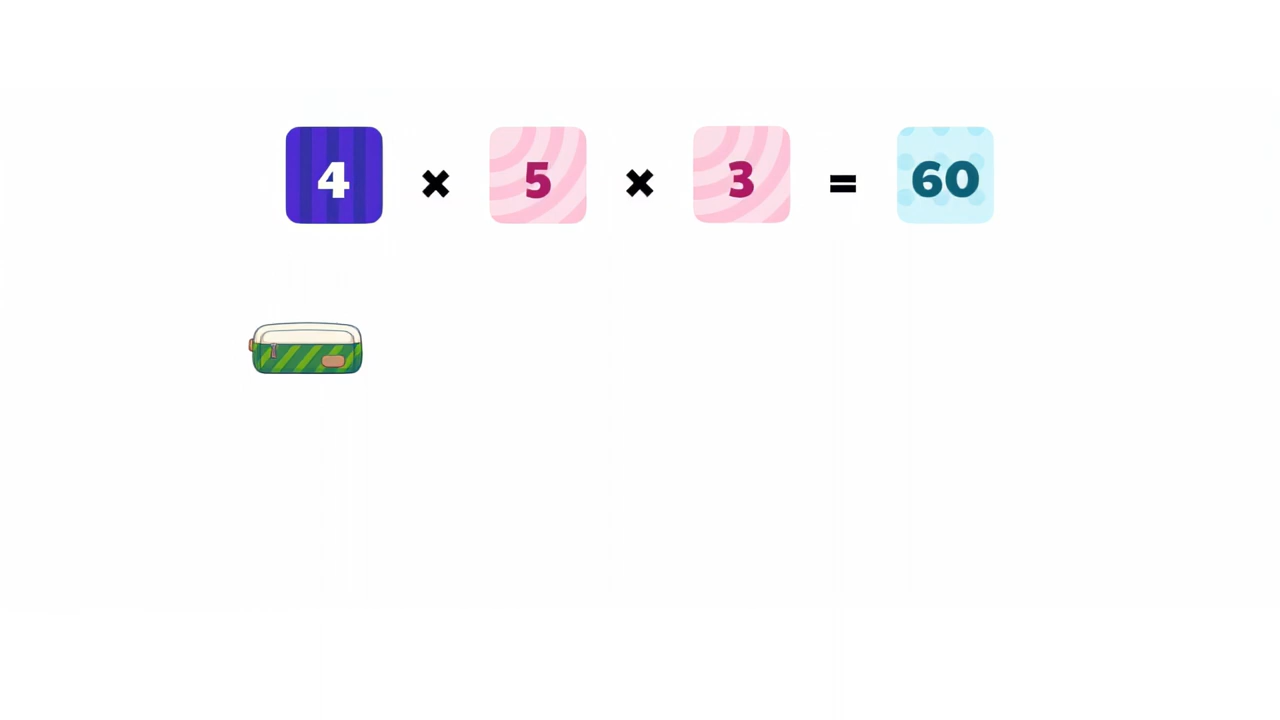 4 × 5 × 3 = 60